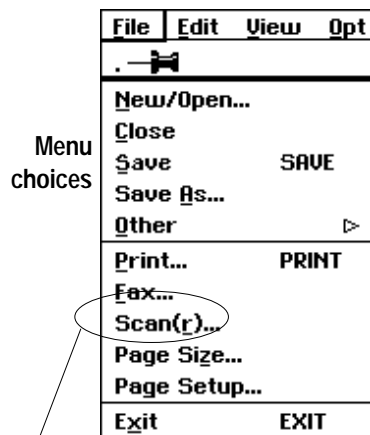 File Edit View Opt
Menu choices
New/Open...
Close
Save SAVE
Save As...
Other
Print... PRINT
Fax...
Scan(r)...
Page Size...
Page Setup...
Exit EXIT